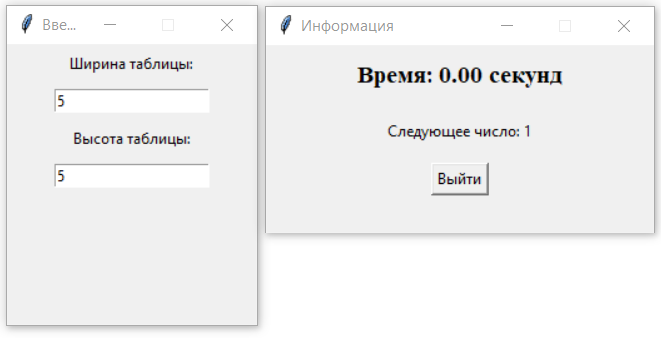 Вве...
Ширина таблицы:
5
Высота таблицы:
5
Информация
Время: 0.00 секунд
Следующее число: 1
Выйти